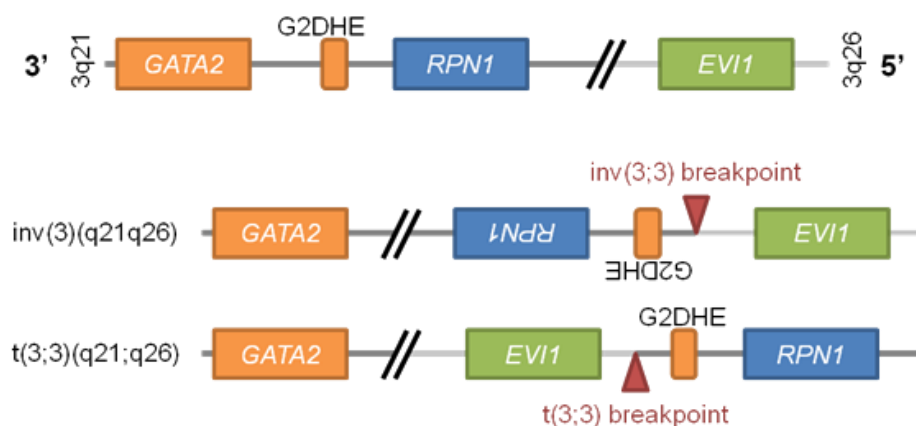 G2DHE
3' 3q21 GATA2 RPN1 EVI1 3q26 5'
inv(3;3) breakpoint
inv(3)(q21q26) GATA2 RPN1 EVI1
G2DHE
G2DHE
t(3;3)(q21;q26) GATA2 EVI1 RPN1
t(3;3) breakpoint